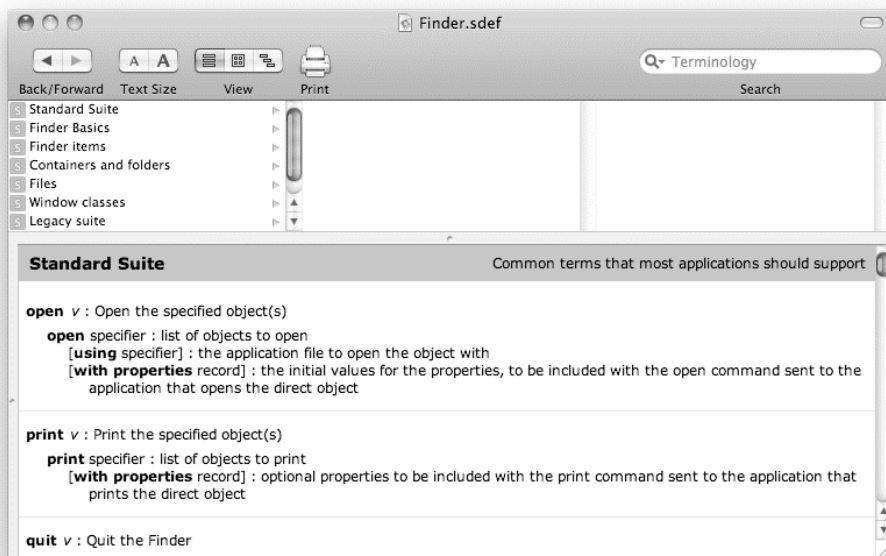 Finder.sdef
A A
Terminology
Back/Forward Text Size View Print Search
S Standard Suite
S Finder Basics
S Finder items
S Containers and folders
S Files
S Window classes
S Legacy suite
Standard Suite Common terms that most applications should support
open v : Open the specified object(s)
open specifier : list of objects to open
[using specifier] : the application file to open the object with
[with properties record] : the initial values for the properties, to be included with the open command sent to the
application that opens the direct object
print v : Print the specified object(s)
print specifier : list of objects to print
[with properties record] : optional properties to be included with the print command sent to the application that
prints the direct object
quit v : Quit the Finder